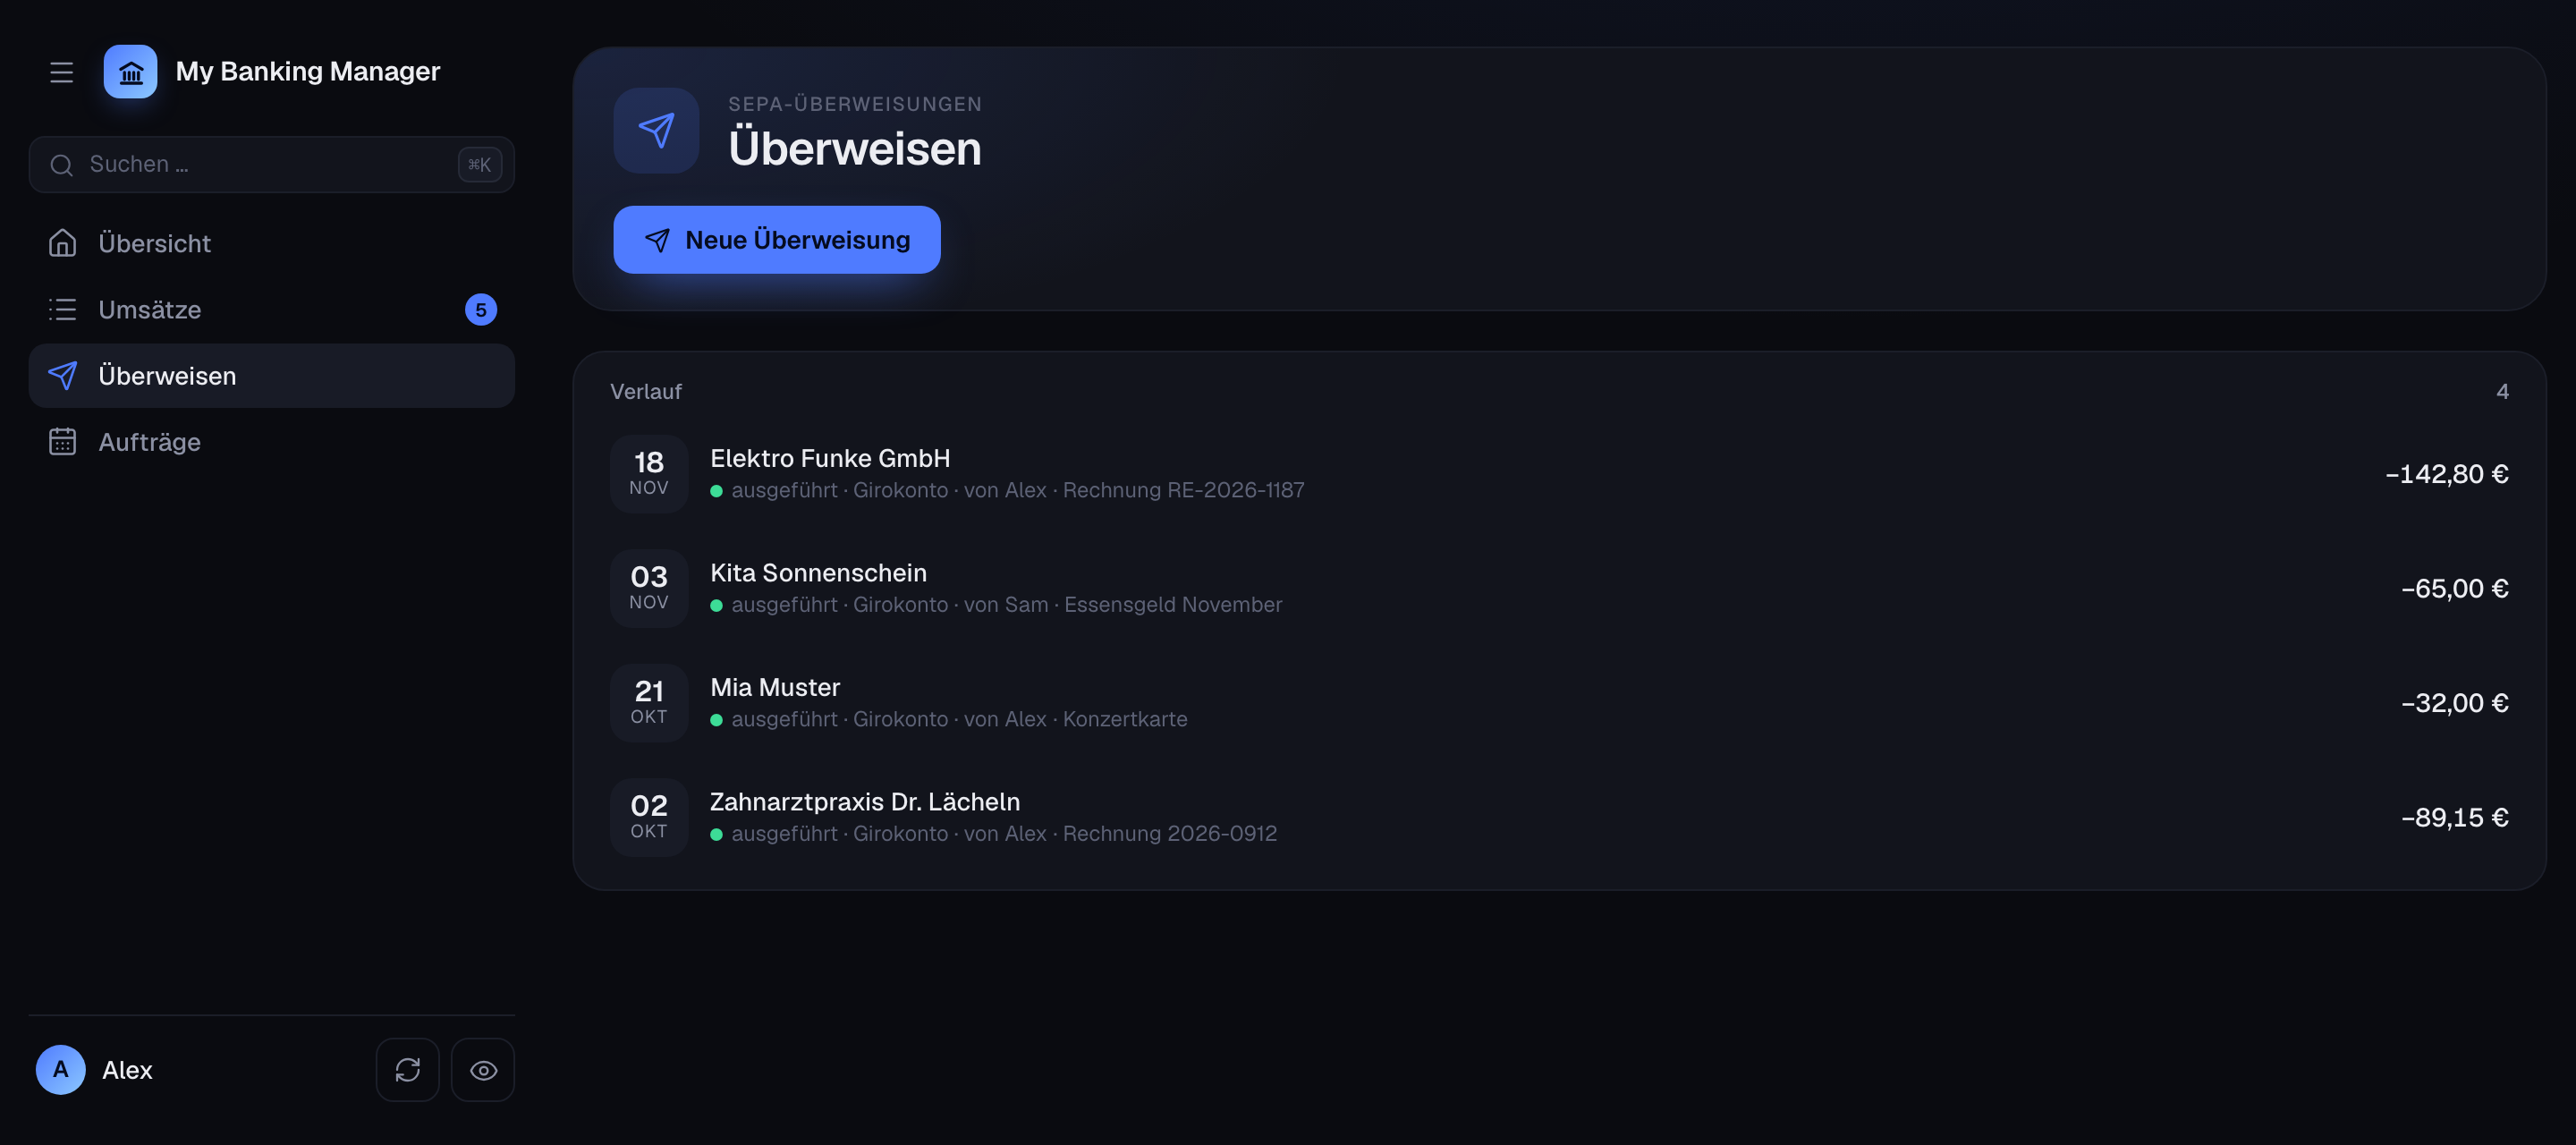 My Banking Manager
Suchen …
⌘K
Übersicht
Umsätze
5
Überweisen
Aufträge
A
Alex
SEPA-ÜBERWEISUNGEN
Überweisen
Neue Überweisung
Verlauf
4
18
NOV
Elektro Funke GmbH
ausgeführt · Girokonto · von Alex · Rechnung RE-2026-1187
−142,80 €
03
NOV
Kita Sonnenschein
ausgeführt · Girokonto · von Sam · Essensgeld November
−65,00 €
21
OKT
Mia Muster
ausgeführt · Girokonto · von Alex · Konzertkarte
−32,00 €
02
OKT
Zahnarztpraxis Dr. Lächeln
ausgeführt · Girokonto · von Alex · Rechnung 2026-0912
−89,15 €